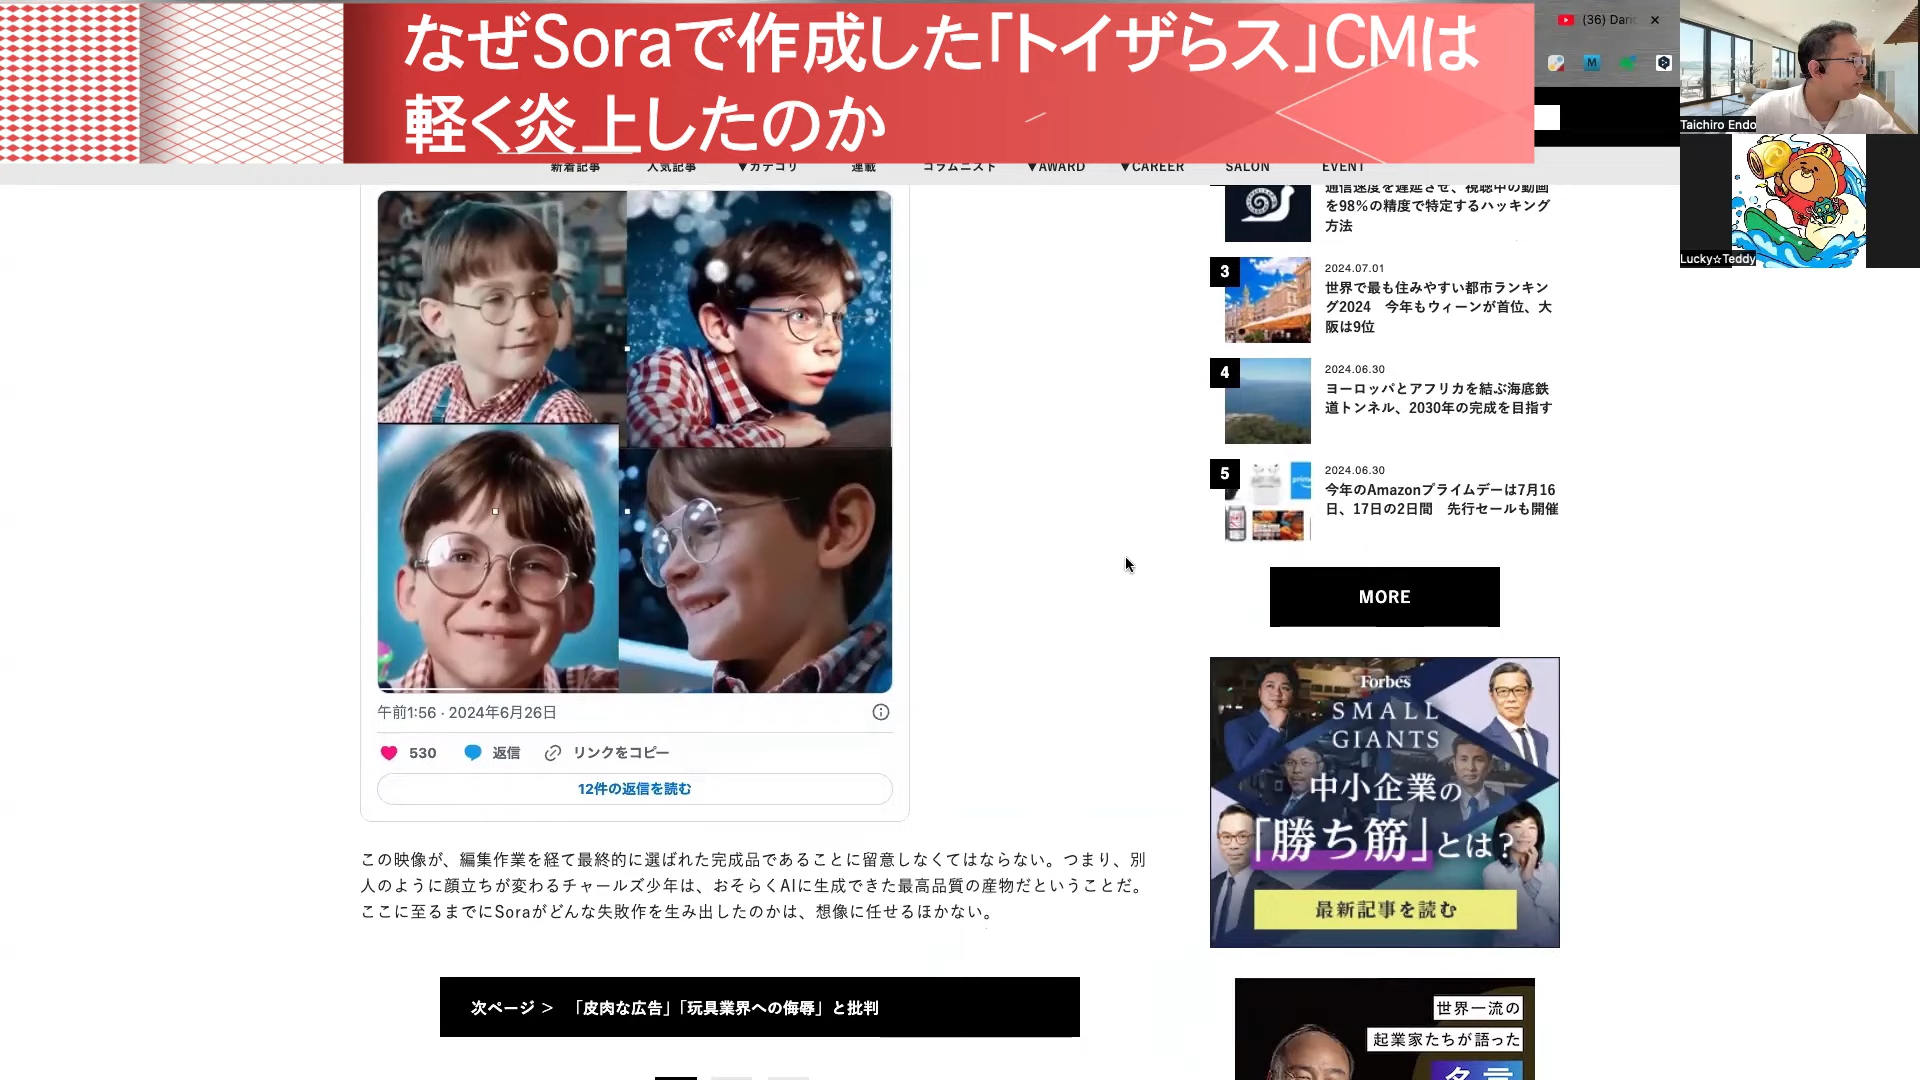 なぜSoraで作成した「トイザらス」CMは
軽く炎上したのか
(36) Dari
Taichiro Endo
Lucky☆Teddy
新着記事 人気記事 ▼カテゴリ 連載 コラムニスト ▼AWARD ▼CAREER SALON EVENT
通信速度を遅延させ、視聴中の動画
を98%の精度で特定するハッキング
方法
3
2024.07.01
世界で最も住みやすい都市ランキン
グ2024 今年もウィーンが首位、大
阪は9位
4
2024.06.30
ヨーロッパとアフリカを結ぶ海底鉄
道トンネル、2030年の完成を目指す
5
2024.06.30
今年のAmazonプライムデーは7月16
日、17日の2日間 先行セールも開催
MORE
午前1:56 · 2024年6月26日
530 返信 リンクをコピー
12件の返信を読む
この映像が、編集作業を経て最終的に選ばれた完成品であることに留意しなくてはならない。つまり、別
人のように顔立ちが変わるチャールズ少年は、おそらくAIに生成できた最高品質の産物だということだ。
ここに至るまでにSoraがどんな失敗作を生み出したのかは、想像に任せるほかない。
次ページ ＞ 「皮肉な広告」「玩具業界への侮辱」と批判
Forbes
SMALL
GIANTS
中小企業の
「勝ち筋」とは?
最新記事を読む
世界一流の
起業家たちが語った
名言